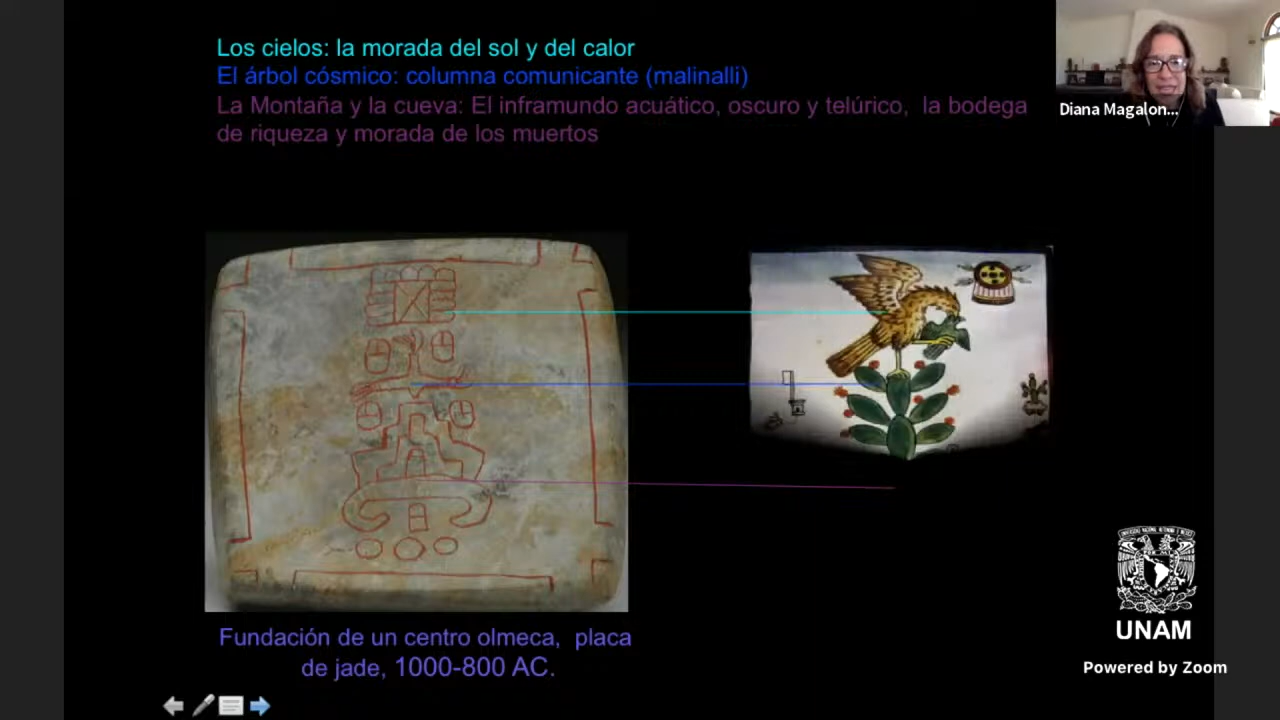 Los cielos: la morada del sol y del calor
El árbol cósmico: columna comunicante (malinalli)
La Montaña y la cueva: El inframundo acuático, oscuro y telúrico, la bodega
de riqueza y morada de los muertos
Diana Magalon...
Fundación de un centro olmeca, placa
de jade, 1000-800 AC.
UNAM
Powered by Zoom